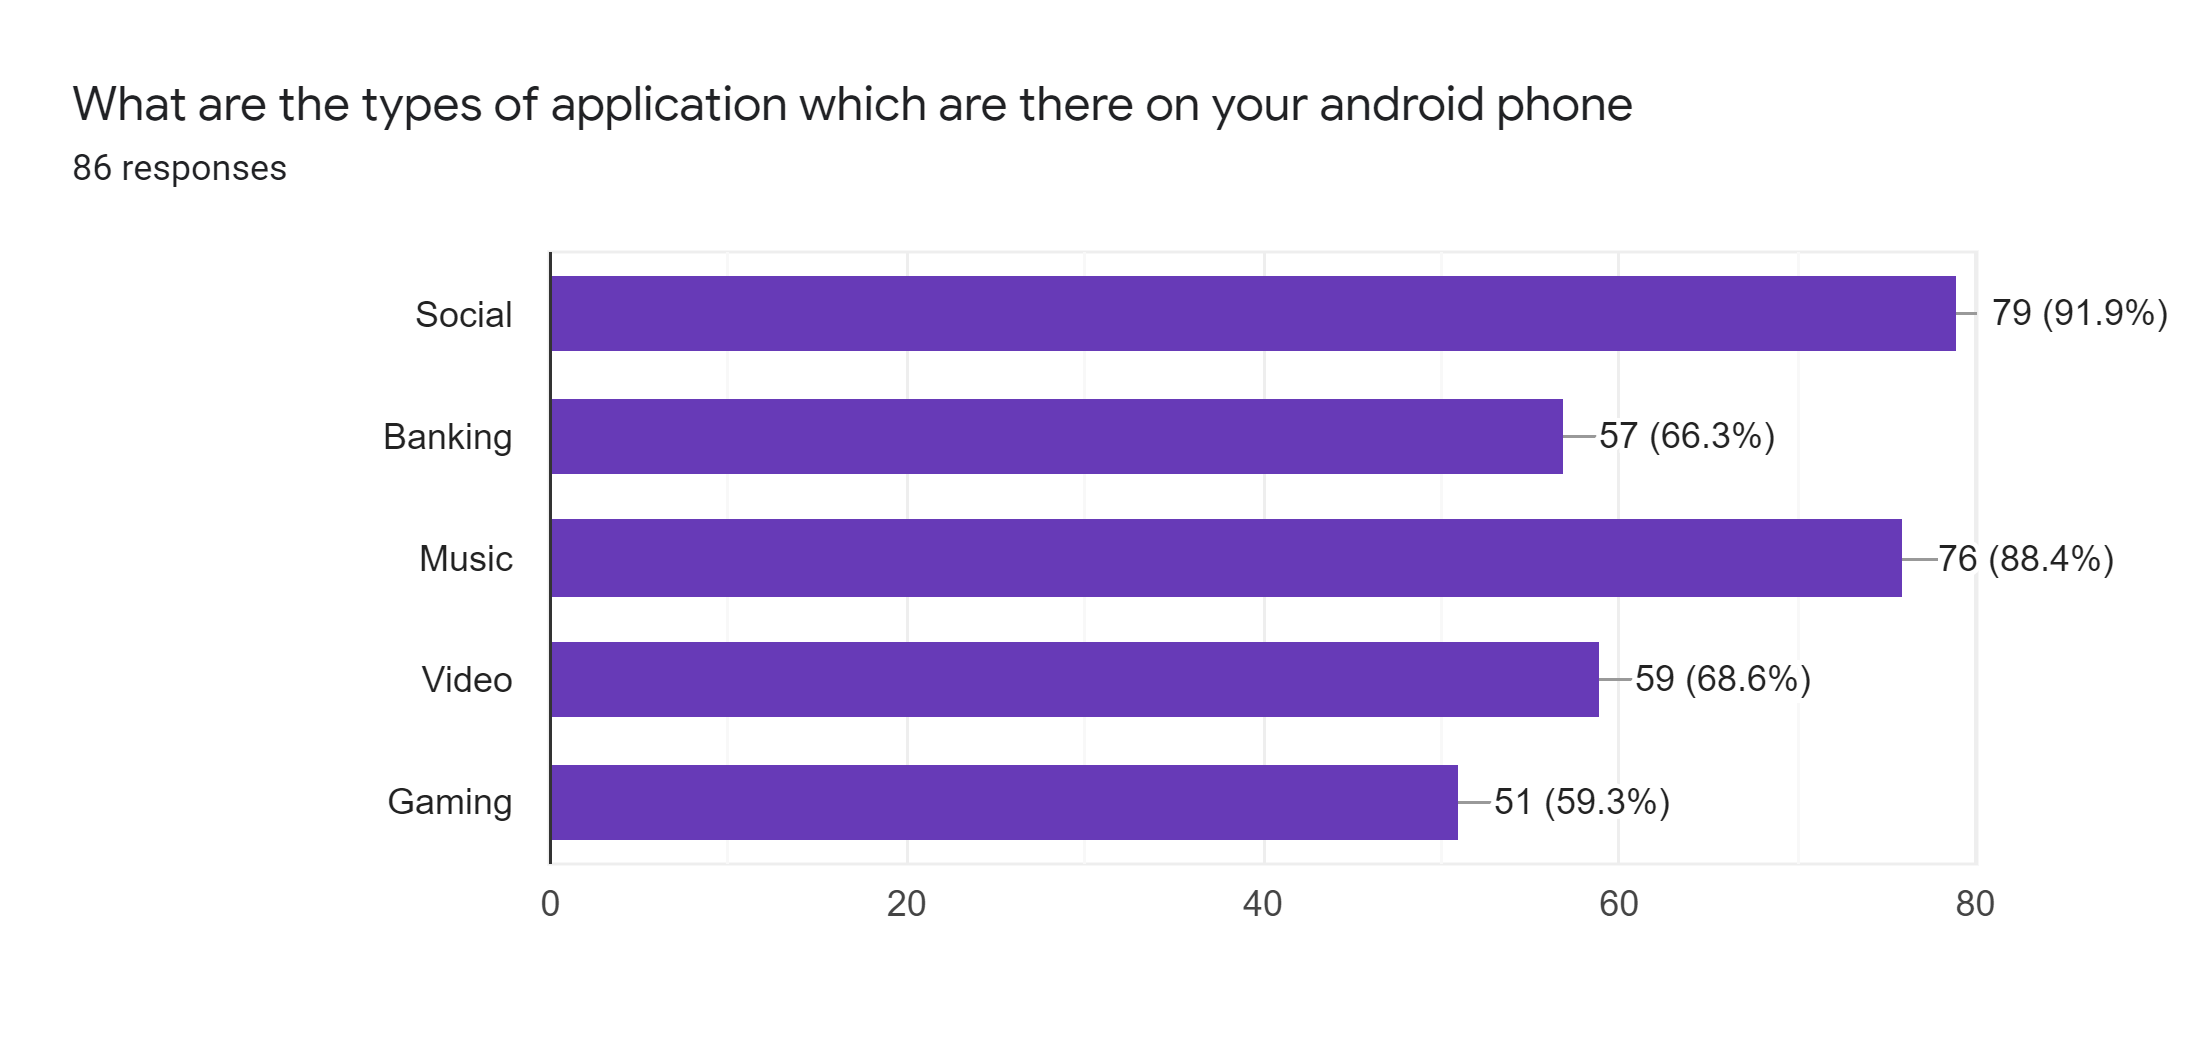 What are the types of application which are there on your android phone
86 responses
Social
79 (91.9%)
Banking
57 (66.3%)
Music
76 (88.4%)
Video
59 (68.6%)
Gaming
51 (59.3%)
0 20 40 60 80